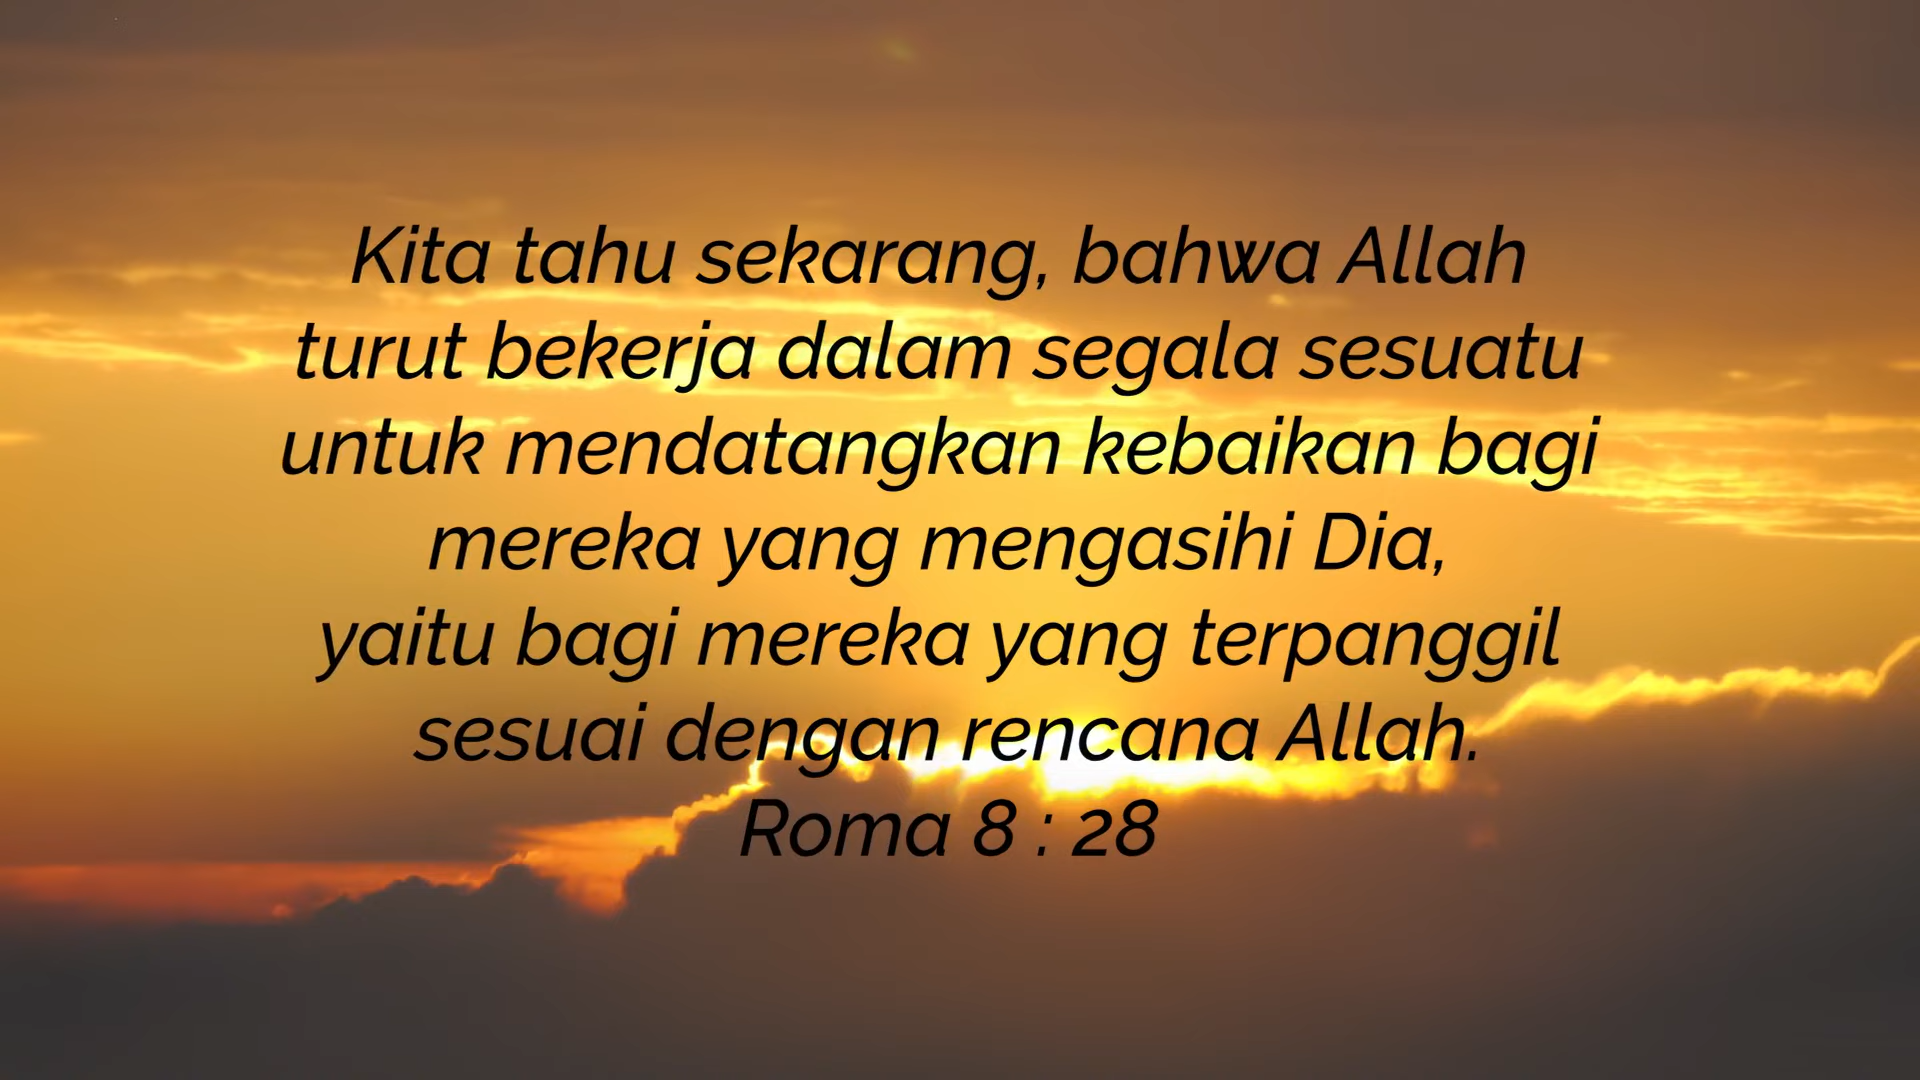 Kita tahu sekarang, bahwa Allah
turut bekerja dalam segala sesuatu
untuk mendatangkan kebaikan bagi
mereka yang mengasihi Dia,
yaitu bagi mereka yang terpanggil
sesuai dengan rencana Allah.
Roma 8 : 28